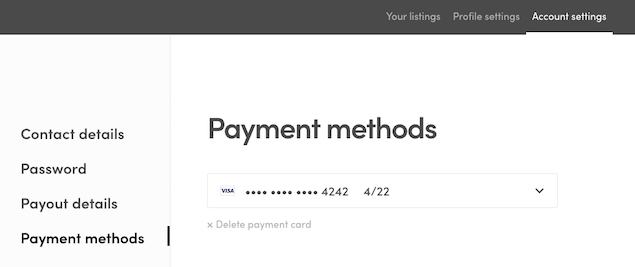 Your listings Profile settings Account settings
Contact details
Password
Payout details
Payment methods
Payment methods
VISA •••• •••• •••• 4242 4/22
× Delete payment card